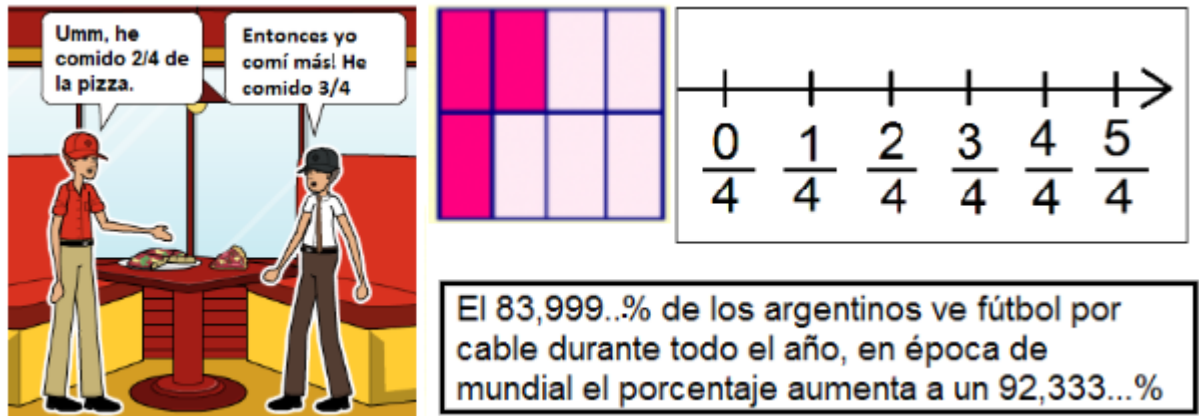 Umm, he
comido 2/4 de
la pizza.
Entonces yo
comí más! He
comido 3/4
0/4 1/4 2/4 3/4 4/4 5/4
El 83,999..% de los argentinos ve fútbol por
cable durante todo el año, en época de
mundial el porcentaje aumenta a un 92,333...%